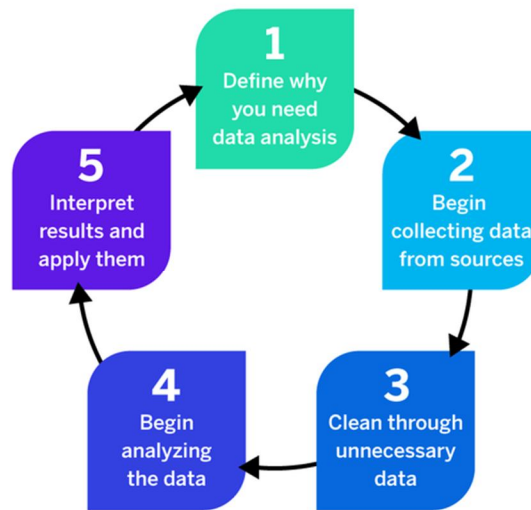 1
Define why
you need
data analysis
2
Begin
collecting data
from sources
3
Clean through
unnecessary
data
4
Begin
analyzing
the data
5
Interpret
results and
apply them